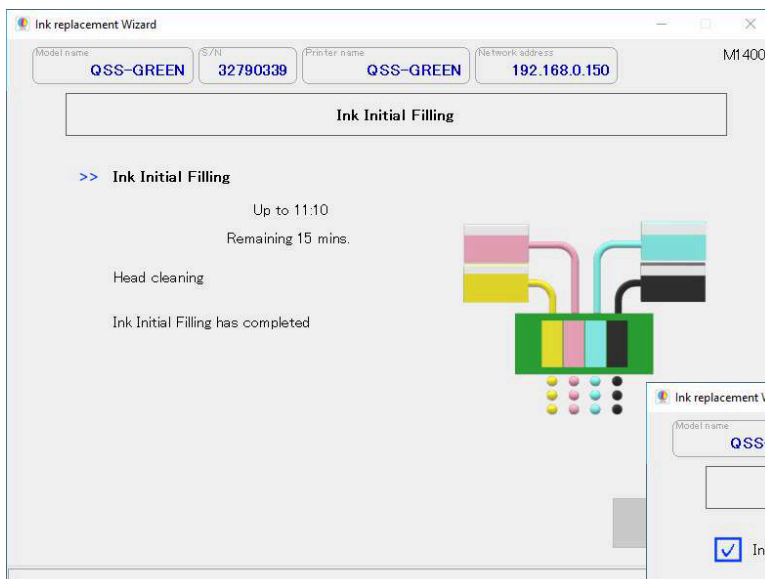 Ink replacement Wizard
Model name
QSS-GREEN
S/N
32790339
Printer name
QSS-GREEN
Network address
192.168.0.150
M1400
Ink Initial Filling
>> Ink Initial Filling
Up to 11:10
Remaining 15 mins.
Head cleaning
Ink Initial Filling has completed
Ink replacement
Model name
QSS
In